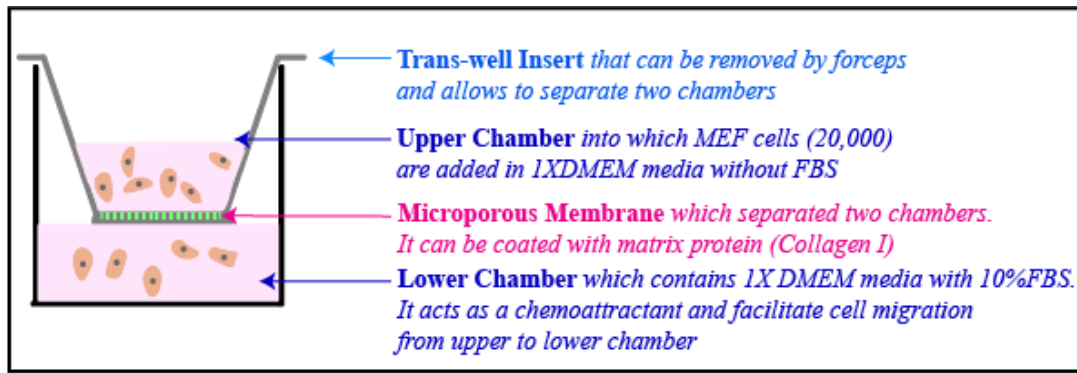 Trans-well Insert that can be removed by forceps
and allows to separate two chambers
Upper Chamber into which MEF cells (20,000)
are added in 1XDMEM media without FBS
Microporous Membrane which separated two chambers.
It can be coated with matrix protein (Collagen I)
Lower Chamber which contains 1X DMEM media with 10%FBS.
It acts as a chemoattractant and facilitate cell migration
from upper to lower chamber